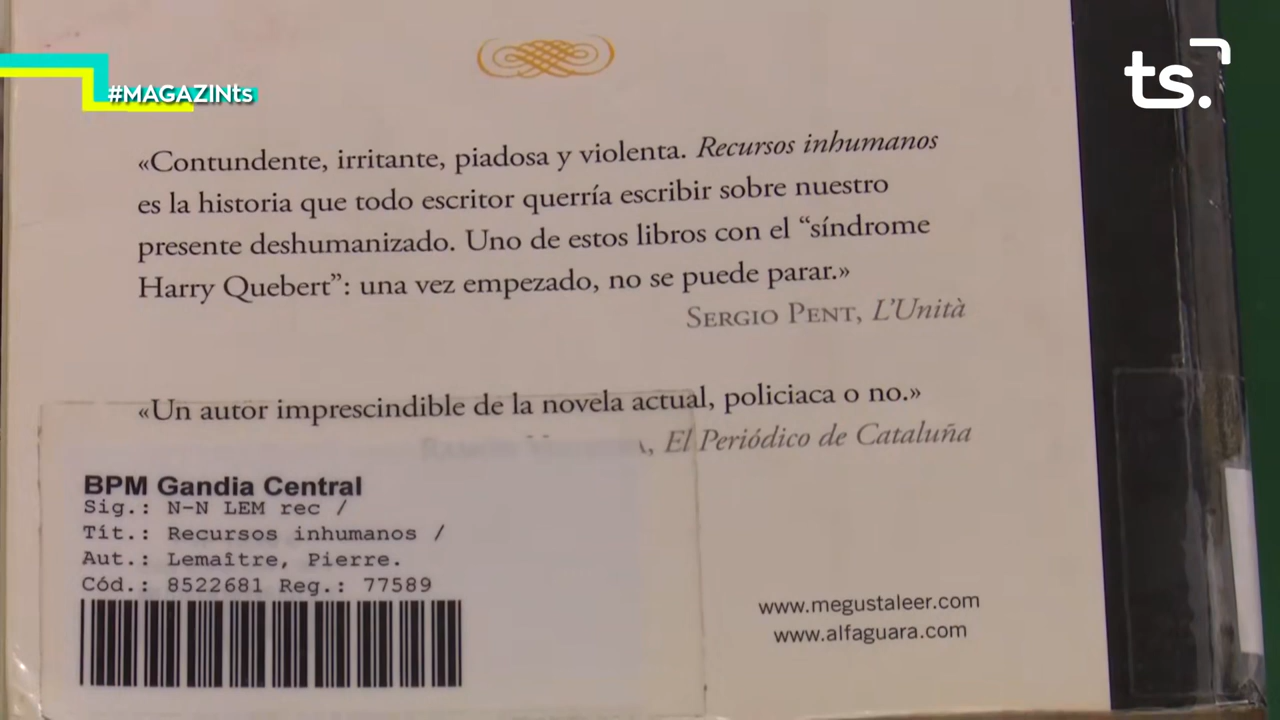 ts.
#MAGAZINts
«Contundente, irritante, piadosa y violenta. Recursos inhumanos
es la historia que todo escritor querría escribir sobre nuestro
presente deshumanizado. Uno de estos libros con el “síndrome
Harry Quebert”: una vez empezado, no se puede parar.»
Sergio Pent, L’Unità
«Un autor imprescindible de la novela actual, policiaca o no.»
El Periódico de Cataluña
BPM Gandia Central
Sig.: N-N LEM rec /
Tít.: Recursos inhumanos /
Aut.: Lemaître, Pierre.
Cód.: 8522681 Reg.: 77589
www.megustaleer.com
www.alfaguara.com